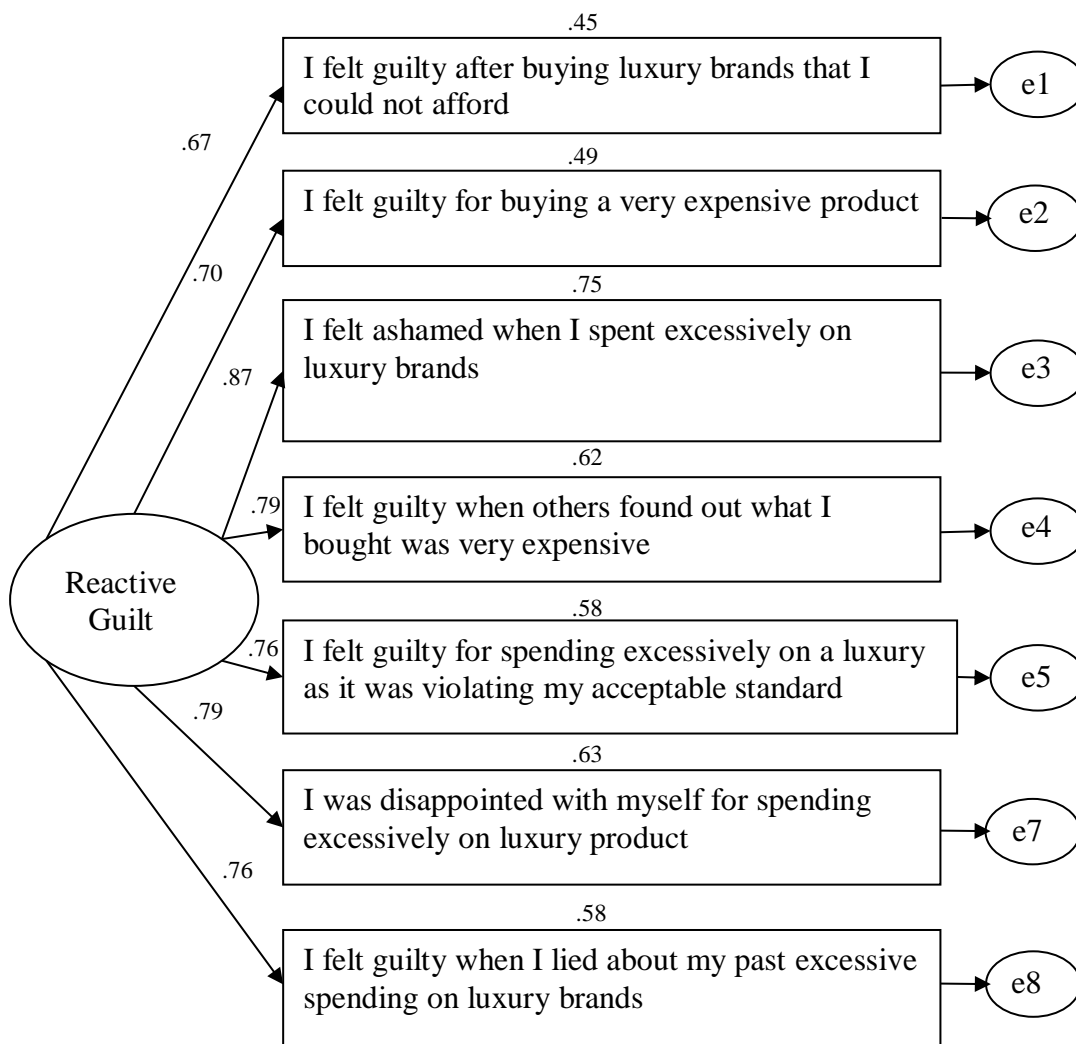 .45
I felt guilty after buying luxury brands that I
could not afford
e1
.67
.49
I felt guilty for buying a very expensive product
e2
.70
.75
I felt ashamed when I spent excessively on
luxury brands
e3
.87
.62
I felt guilty when others found out what I
bought was very expensive
e4
.79
Reactive
Guilt
.58
I felt guilty for spending excessively on a luxury
as it was violating my acceptable standard
e5
.76
.63
I was disappointed with myself for spending
excessively on luxury product
e7
.79
.58
I felt guilty when I lied about my past excessive
spending on luxury brands
e8
.76